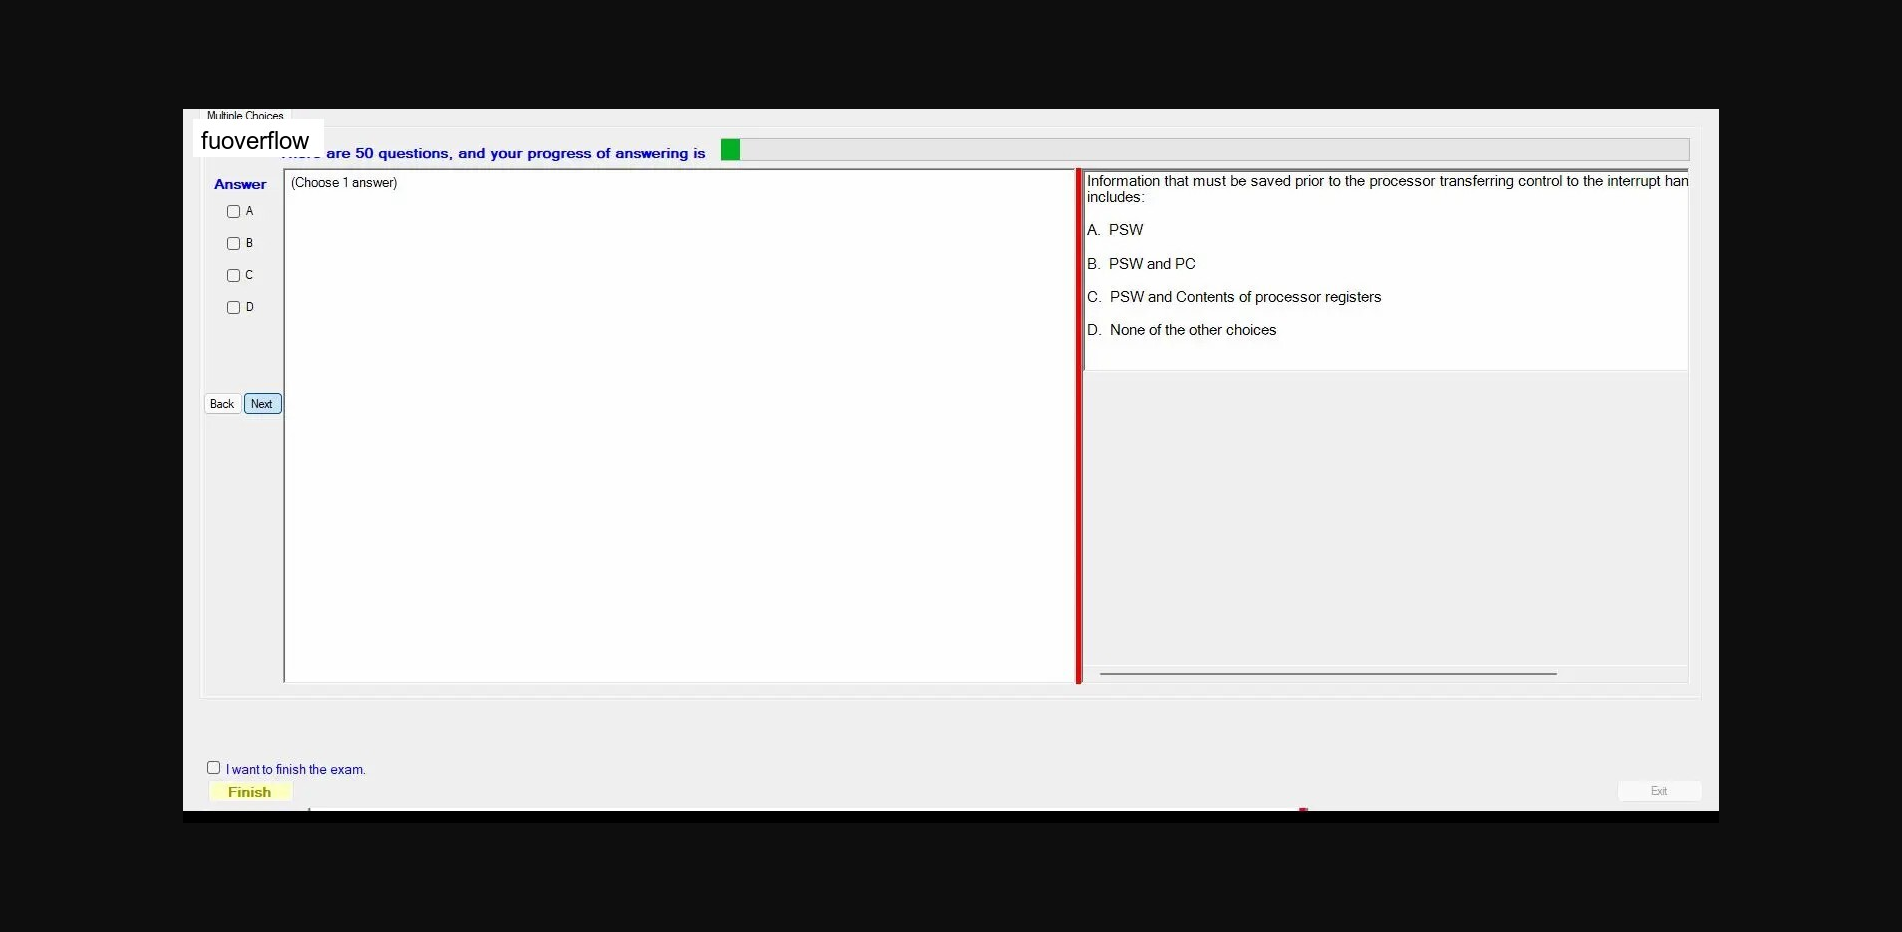 Multiple Choices
fuoverflow
are 50 questions, and your progress of answering is
Answer
A
B
C
D
Back Next
(Choose 1 answer)
Information that must be saved prior to the processor transferring control to the interrupt han
includes:
A. PSW
B. PSW and PC
C. PSW and Contents of processor registers
D. None of the other choices
I want to finish the exam.
Finish
Exit